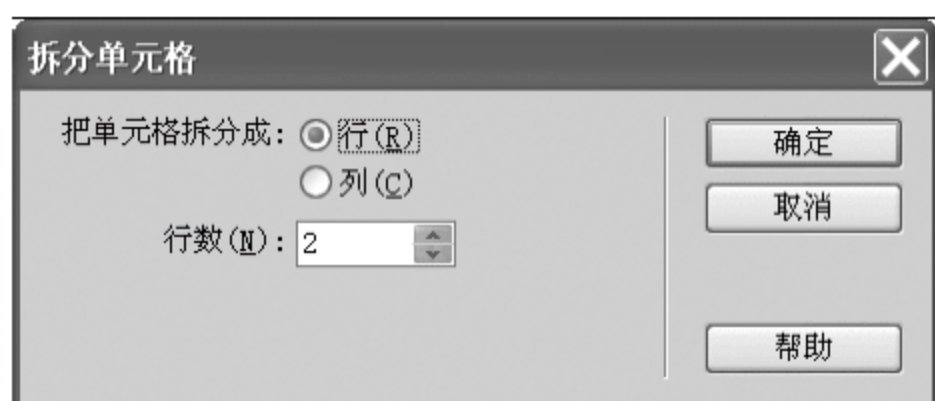 拆分单元格
把单元格拆分成: 行(R)
列(C)
行数(N): 2
确定
取消
帮助